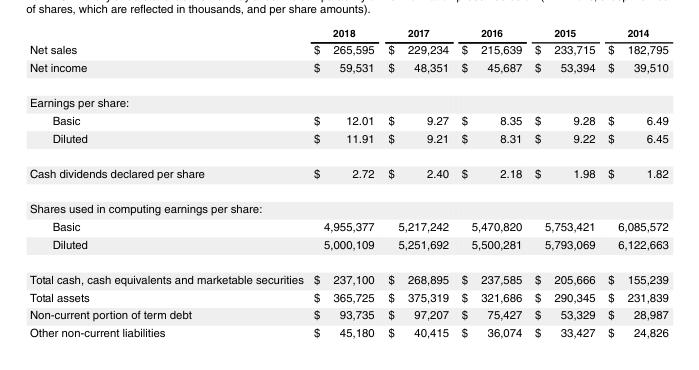 of shares, which are reflected in thousands, and per share amounts).
2018 2017 2016 2015 2014
Net sales $ 265,595 $ 229,234 $ 215,639 $ 233,715 $ 182,795
Net income $ 59,531 $ 48,351 $ 45,687 $ 53,394 $ 39,510
Earnings per share:
Basic $ 12.01 $ 9.27 $ 8.35 $ 9.28 $ 6.49
Diluted $ 11.91 $ 9.21 $ 8.31 $ 9.22 $ 6.45
Cash dividends declared per share $ 2.72 $ 2.40 $ 2.18 $ 1.98 $ 1.82
Shares used in computing earnings per share:
Basic 4,955,377 5,217,242 5,470,820 5,753,421 6,085,572
Diluted 5,000,109 5,251,692 5,500,281 5,793,069 6,122,663
Total cash, cash equivalents and marketable securities $ 237,100 $ 268,895 $ 237,585 $ 205,666 $ 155,239
Total assets $ 365,725 $ 375,319 $ 321,686 $ 290,345 $ 231,839
Non-current portion of term debt $ 93,735 $ 97,207 $ 75,427 $ 53,329 $ 28,987
Other non-current liabilities $ 45,180 $ 40,415 $ 36,074 $ 33,427 $ 24,826